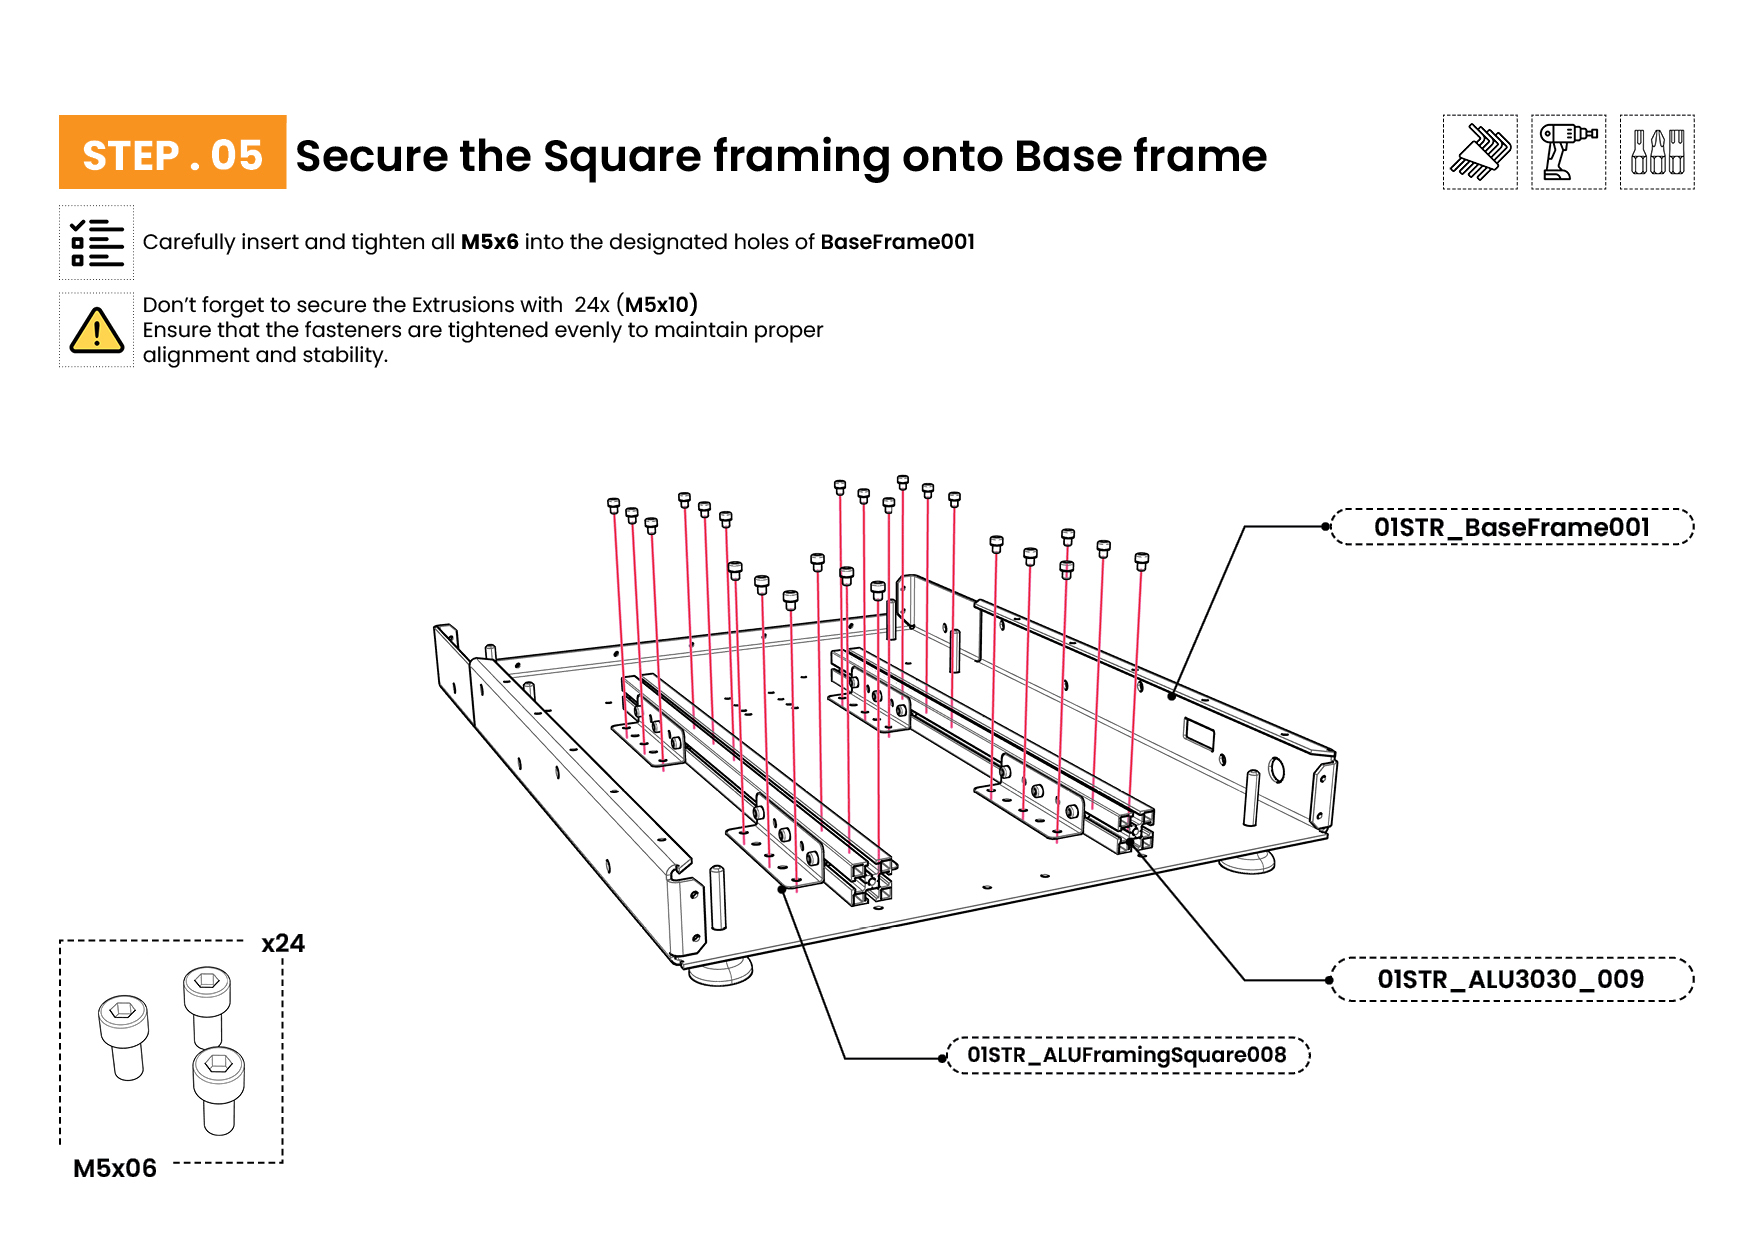 STEP . 05
Secure the Square framing onto Base frame
Carefully insert and tighten all M5x6 into the designated holes of BaseFrame001
Don’t forget to secure the Extrusions with  24x (M5x10)
Ensure that the fasteners are tightened evenly to maintain proper
alignment and stability.
01STR_BaseFrame001
01STR_ALU3030_009
01STR_ALUFramingSquare008
x24
M5x06